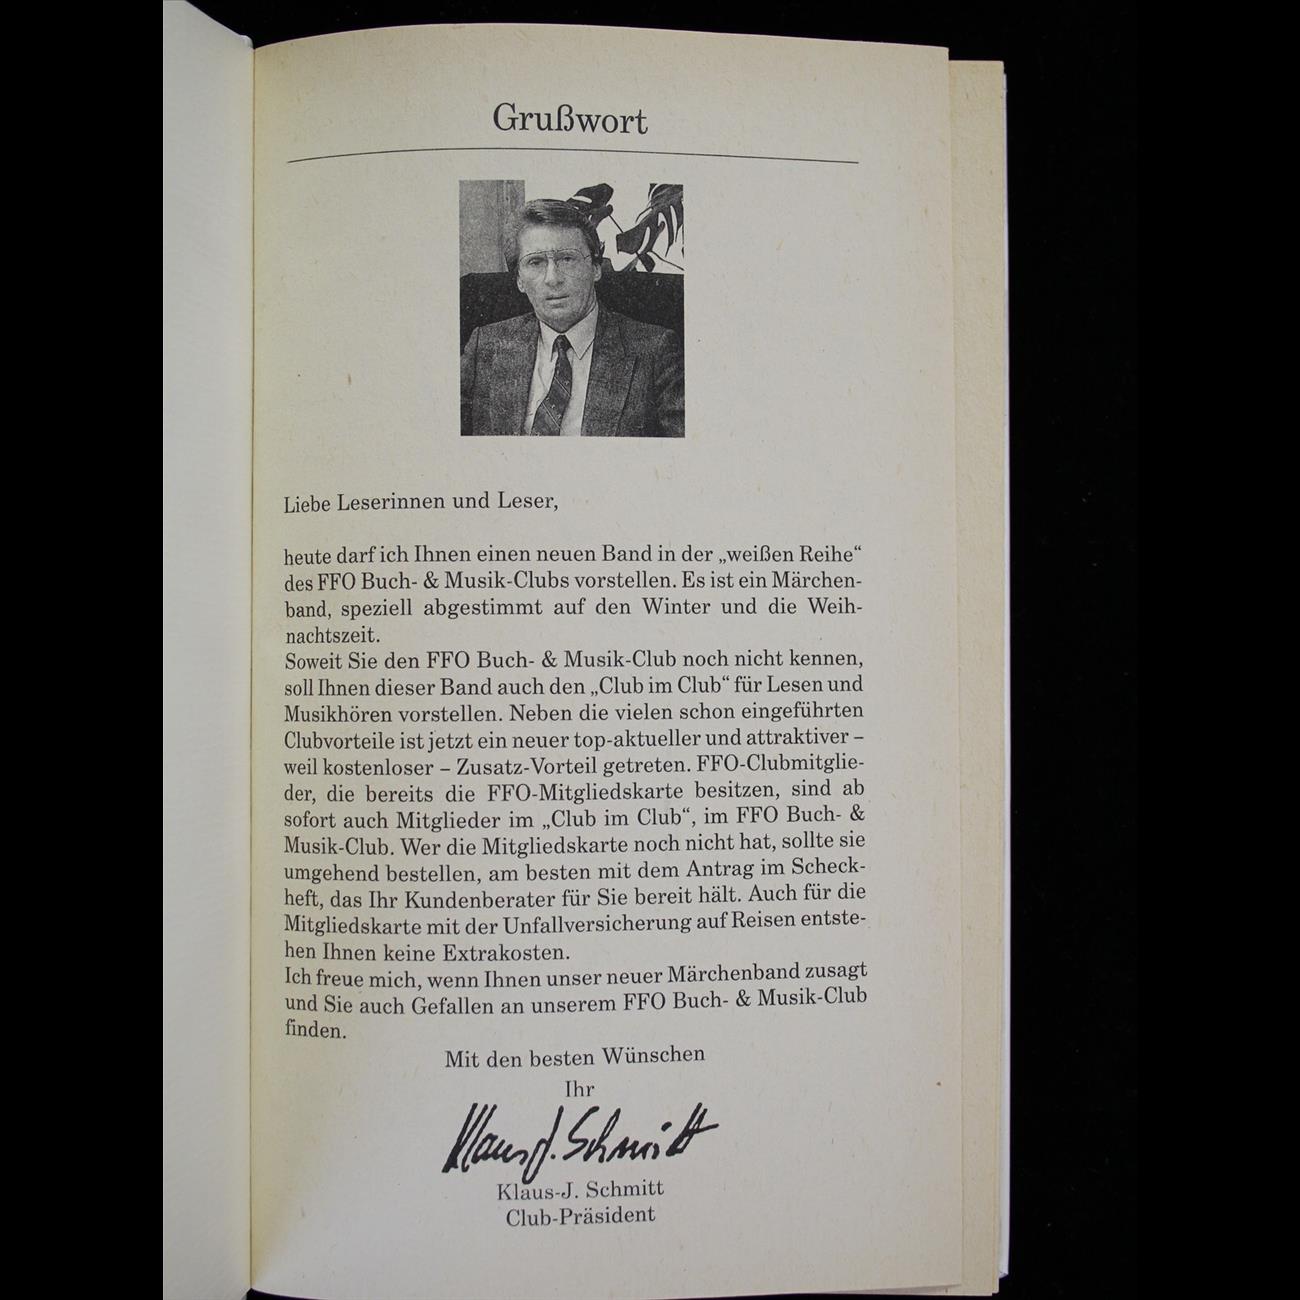 Grußwort
Liebe Leserinnen und Leser,
heute darf ich Ihnen einen neuen Band in der „weißen Reihe“
des FFO Buch- & Musik-Clubs vorstellen. Es ist ein Märchen-
band, speziell abgestimmt auf den Winter und die Weih-
nachtszeit.
Soweit Sie den FFO Buch- & Musik-Club noch nicht kennen,
soll Ihnen dieser Band auch den „Club im Club“ für Lesen und
Musikhören vorstellen. Neben die vielen schon eingeführten
Clubvorteile ist jetzt ein neuer top-aktueller und attraktiver –
weil kostenloser – Zusatz-Vorteil getreten. FFO-Clubmitglie-
der, die bereits die FFO-Mitgliedskarte besitzen, sind ab
sofort auch Mitglieder im „Club im Club“, im FFO Buch- &
Musik-Club. Wer die Mitgliedskarte noch nicht hat, sollte sie
umgehend bestellen, am besten mit dem Antrag im Scheck-
heft, das Ihr Kundenberater für Sie bereit hält. Auch für die
Mitgliedskarte mit der Unfallversicherung auf Reisen entste-
hen Ihnen keine Extrakosten.
Ich freue mich, wenn Ihnen unser neuer Märchenband zusagt
und Sie auch Gefallen an unserem FFO Buch- & Musik-Club
finden.
Mit den besten Wünschen
Ihr
Klaus J. Schmitt
Klaus-J. Schmitt
Club-Präsident